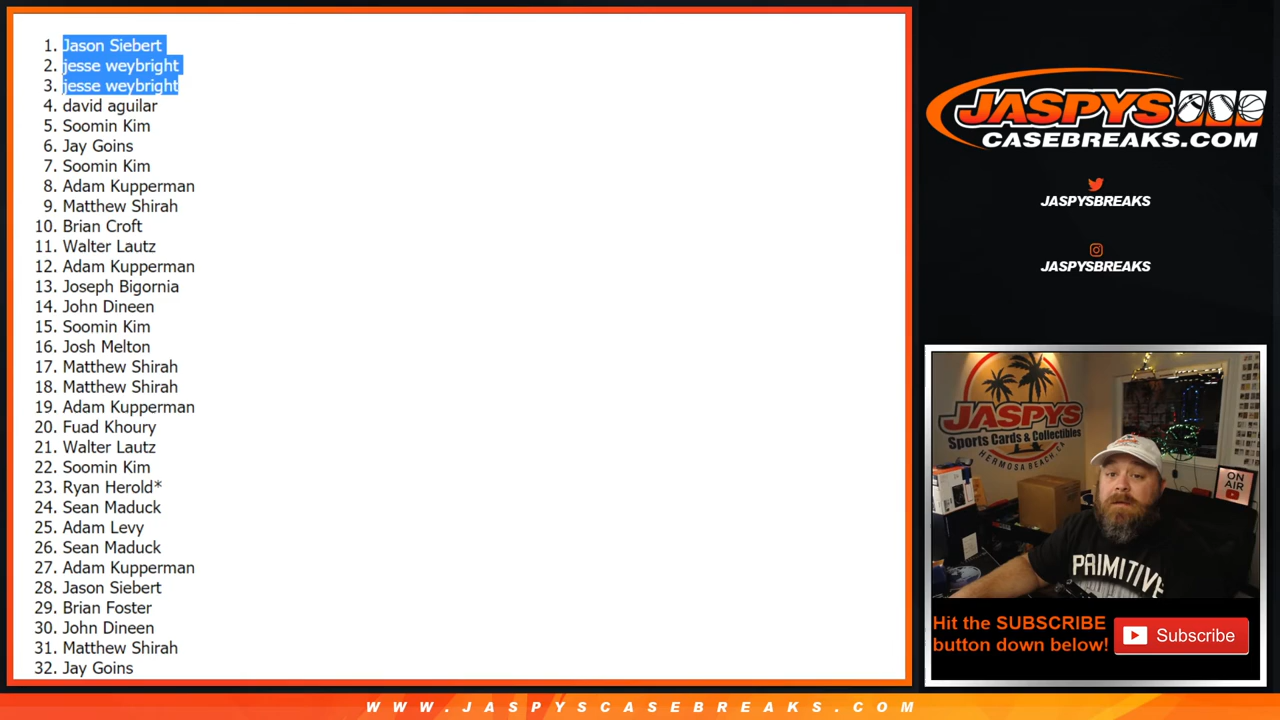 1. Jason Siebert
2. jesse weybright
3. jesse weybright
4. david aguilar
5. Soomin Kim
6. Jay Goins
7. Soomin Kim
8. Adam Kupperman
9. Matthew Shirah
10. Brian Croft
11. Walter Lautz
12. Adam Kupperman
13. Joseph Bigornia
14. John Dineen
15. Soomin Kim
16. Josh Melton
17. Matthew Shirah
18. Matthew Shirah
19. Adam Kupperman
20. Fuad Khoury
21. Walter Lautz
22. Soomin Kim
23. Ryan Herold*
24. Sean Maduck
25. Adam Levy
26. Sean Maduck
27. Adam Kupperman
28. Jason Siebert
29. Brian Foster
30. John Dineen
31. Matthew Shirah
32. Jay Goins
JASPYS
CASEBREAKS.COM
JASPYSBREAKS
JASPYSBREAKS
JASPYS
Sports Cards & Collectibles
HERMOSA BEACH, CA
ON
AIR
PRIMITIVE
Hit the SUBSCRIBE
button down below!
Subscribe
WWW.JASPYSCASEBREAKS.COM